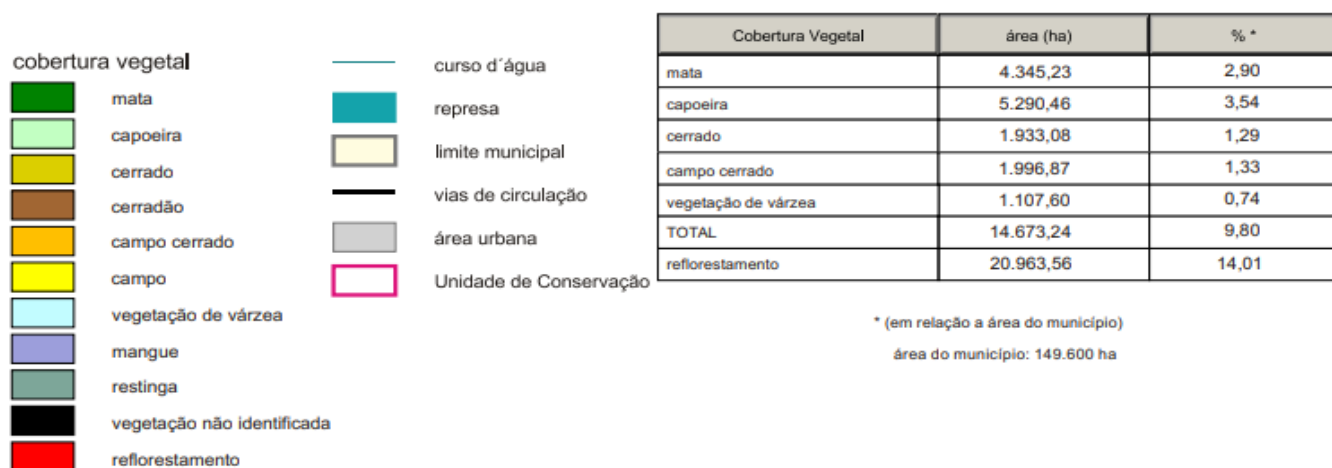 cobertura vegetal
mata
capoeira
cerrado
cerradão
campo cerrado
campo
vegetação de várzea
mangue
restinga
vegetação não identificada
reflorestamento
curso d´água
represa
limite municipal
vias de circulação
área urbana
Unidade de Conservação
Cobertura Vegetal área (ha) % *
mata 4.345,23 2,90
capoeira 5.290,46 3,54
cerrado 1.933,08 1,29
campo cerrado 1.996,87 1,33
vegetação de várzea 1.107,60 0,74
TOTAL 14.673,24 9,80
reflorestamento 20.963,56 14,01
* (em relação a área do município)
área do município: 149.600 ha